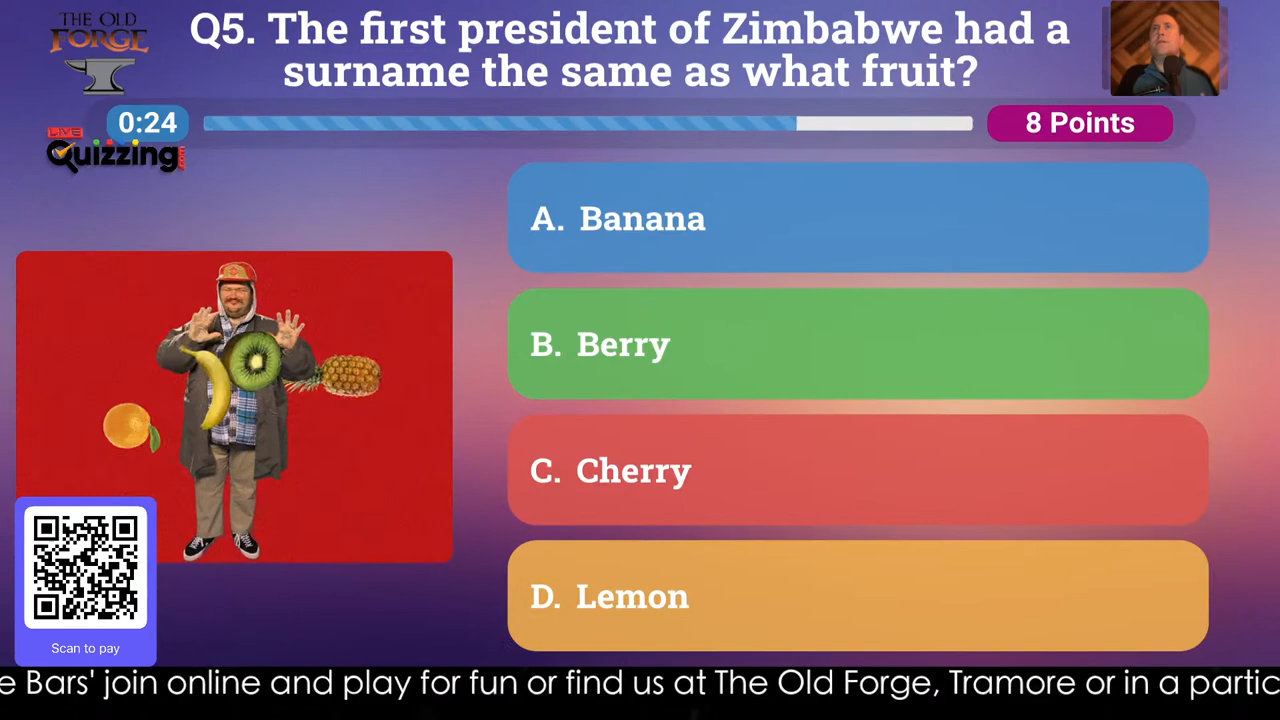 THE OLD
FORGE
Q5. The first president of Zimbabwe had a
surname the same as what fruit?
0:24
8 Points
LIVE
Quizzing.com
A. Banana
B. Berry
C. Cherry
D. Lemon
Scan to pay
e Bars' join online and play for fun or find us at The Old Forge, Tramore or in a partic